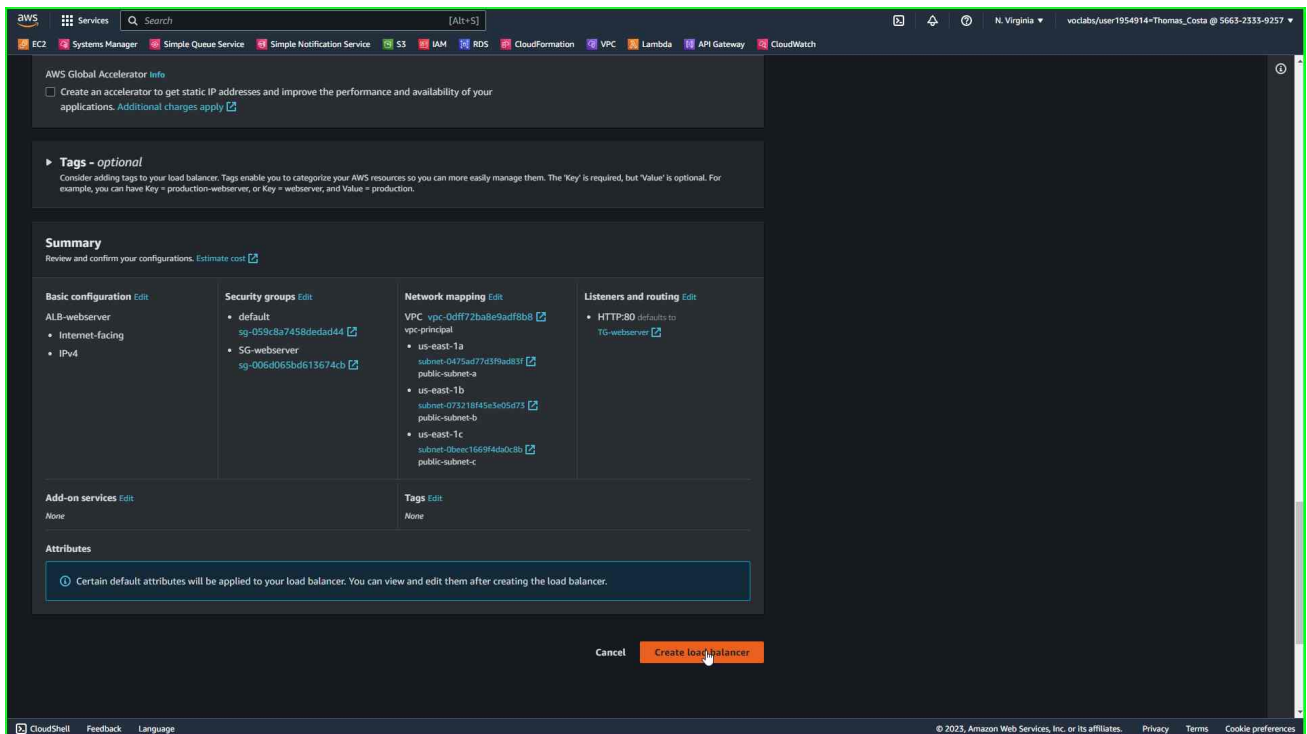 aws Services Search [Alt+S] N. Virginia ▼ voclabs/user1954914=Thomas_Costa @ 5663-2333-9257 ▼
EC2 Systems Manager Simple Queue Service Simple Notification Service S3 IAM RDS CloudFormation VPC Lambda API Gateway CloudWatch
AWS Global Accelerator Info
Create an accelerator to get static IP addresses and improve the performance and availability of your
applications. Additional charges apply
Tags - optional
Consider adding tags to your load balancer. Tags enable you to categorize your AWS resources so you can more easily manage them. The 'Key' is required, but 'Value' is optional. For
example, you can have Key = production-webserver, or Key = webserver, and Value = production.
Summary
Review and confirm your configurations. Estimate cost
Basic configuration Edit
ALB-webserver
• Internet-facing
• IPv4
Security groups Edit
• default
sg-059c8a7458dedad44
• SG-webserver
sg-006d065bd613674cb
Network mapping Edit
VPC vpc-0dff72ba8e9adf8b8
vpc-principal
• us-east-1a
subnet-0475ad77d3f9ad83f
public-subnet-a
• us-east-1b
subnet-073218f45e3e05d73
public-subnet-b
• us-east-1c
subnet-0beec1669f4da0c8b
public-subnet-c
Listeners and routing Edit
• HTTP:80 defaults to
TG-webserver
Add-on services Edit
None
Tags Edit
None
Attributes
Certain default attributes will be applied to your load balancer. You can view and edit them after creating the load balancer.
Cancel Create load balancer
CloudShell Feedback Language © 2023, Amazon Web Services, Inc. or its affiliates. Privacy Terms Cookie preferences